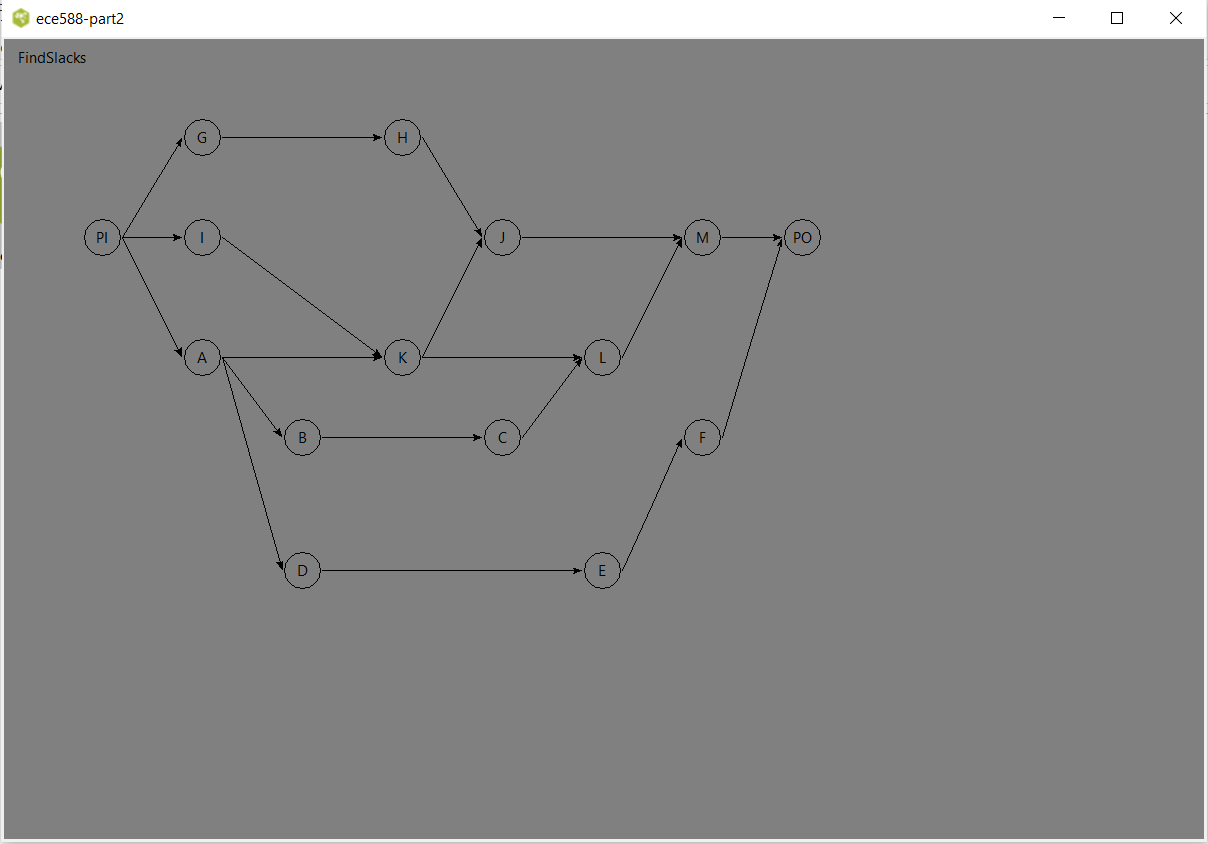 ece588-part2
FindSlacks
G H
PI I J M PO
A K L
B C F
D E